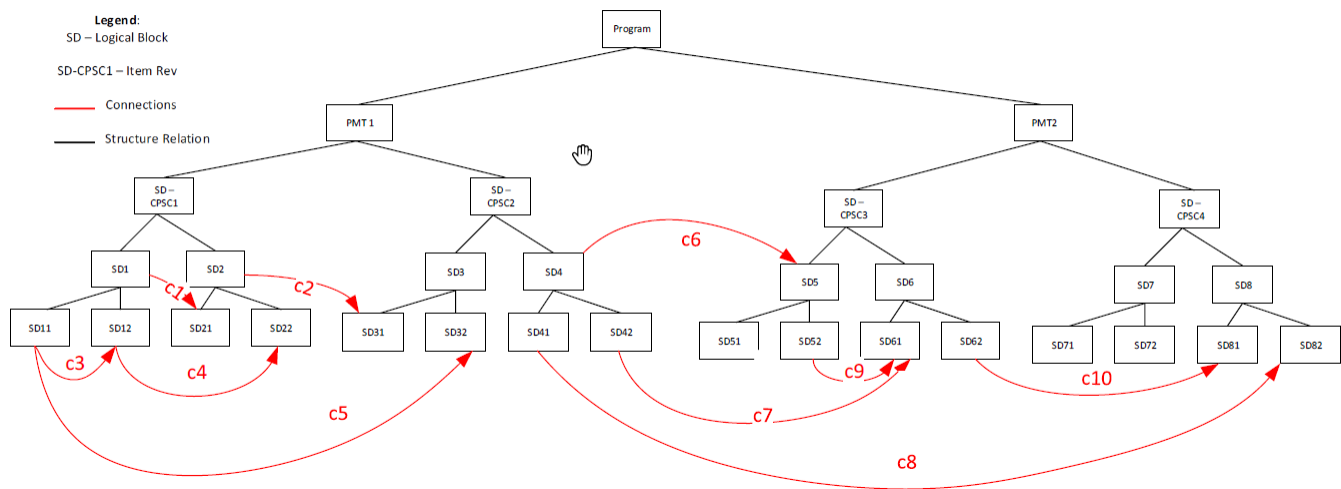 Legend:
SD – Logical Block
SD-CPSC1 – Item Rev
Connections
Structure Relation
Program
PMT 1
PMT2
SD –
CPSC1
SD –
CPSC2
SD –
CPSC3
SD –
CPSC4
SD1
SD2
SD3
SD4
SD5
SD6
SD7
SD8
SD11
SD12
SD21
SD22
SD31
SD32
SD41
SD42
SD51
SD52
SD61
SD62
SD71
SD72
SD81
SD82
c1
c2
c3
c4
c5
c6
c7
c8
c9
c10